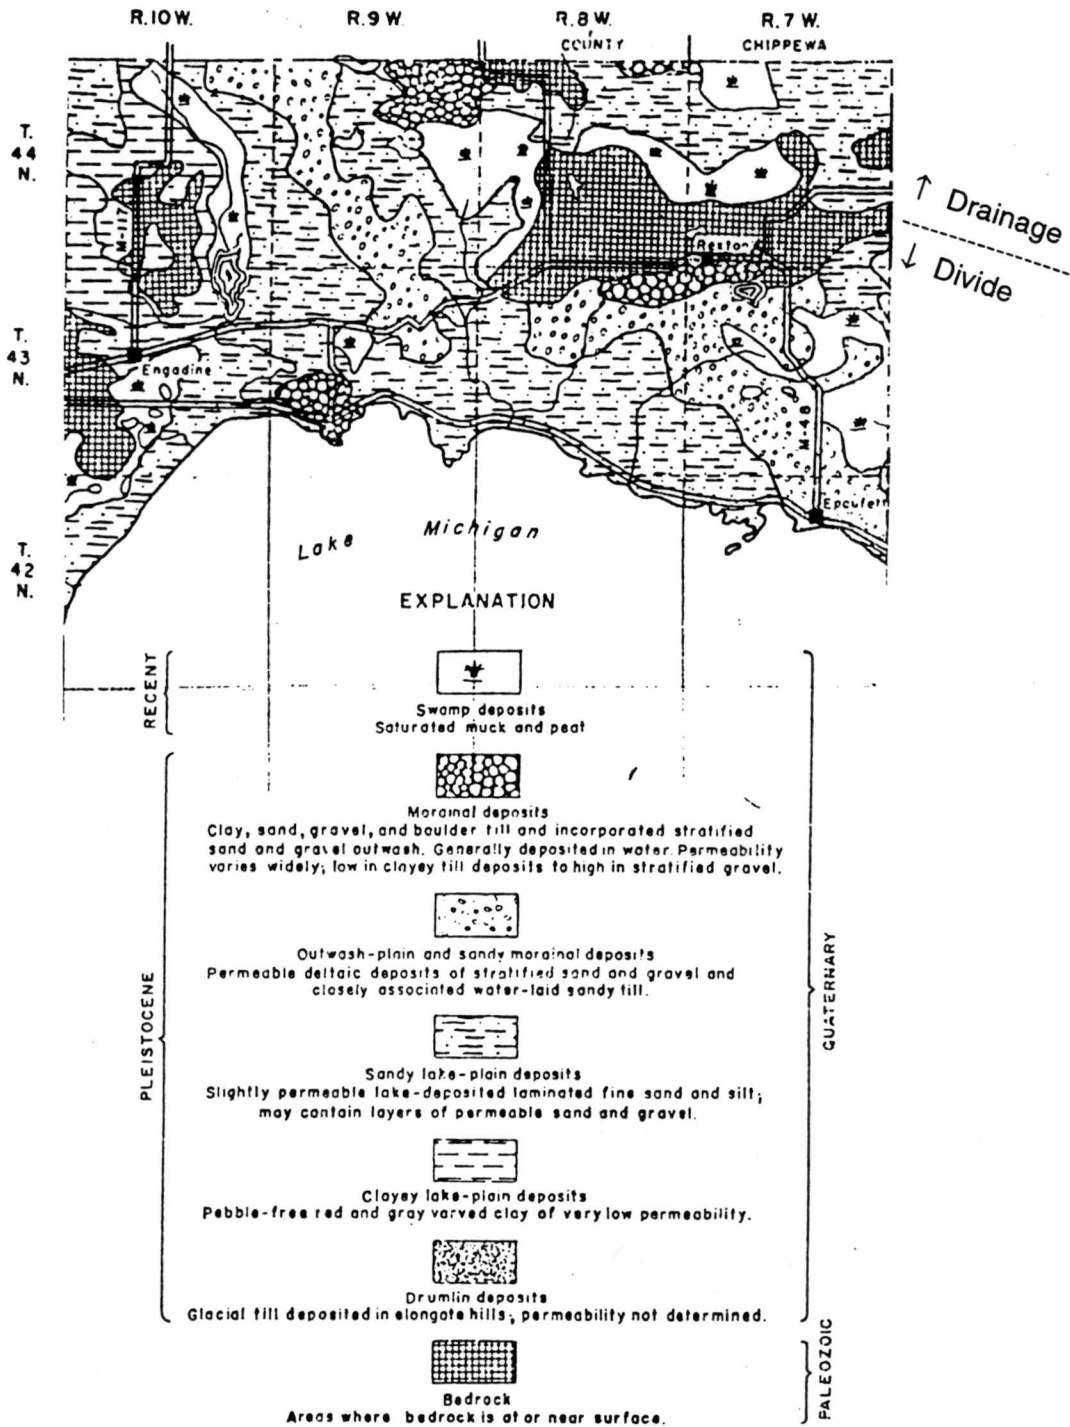 R.10W. R.9W. R.8W. R.7W.
COUNTY CHIPPEWA
T.
44
N.
↑ Drainage
↓ Divide
M-117
Rexton
T.
43
N.
Engadine
M-48
Epoufette
T.
42
N.
Lake Michigan
EXPLANATION
RECENT
Swamp deposits
Saturated muck and peat
PLEISTOCENE
Morainal deposits
Clay, sand, gravel, and boulder till and incorporated stratified
sand and gravel outwash. Generally deposited in water. Permeability
varies widely; low in clayey till deposits to high in stratified gravel.
Outwash-plain and sandy morainal deposits
Permeable deltaic deposits of stratified sand and gravel and
closely associated water-laid sandy till.
QUATERNARY
Sandy lake-plain deposits
Slightly permeable lake-deposited laminated fine sand and silt;
may contain layers of permeable sand and gravel.
Clayey lake-plain deposits
Pebble-free red and gray varved clay of very low permeability.
Drumlin deposits
Glacial till deposited in elongate hills; permeability not determined.
PALEOZOIC
Bedrock
Areas where bedrock is at or near surface.